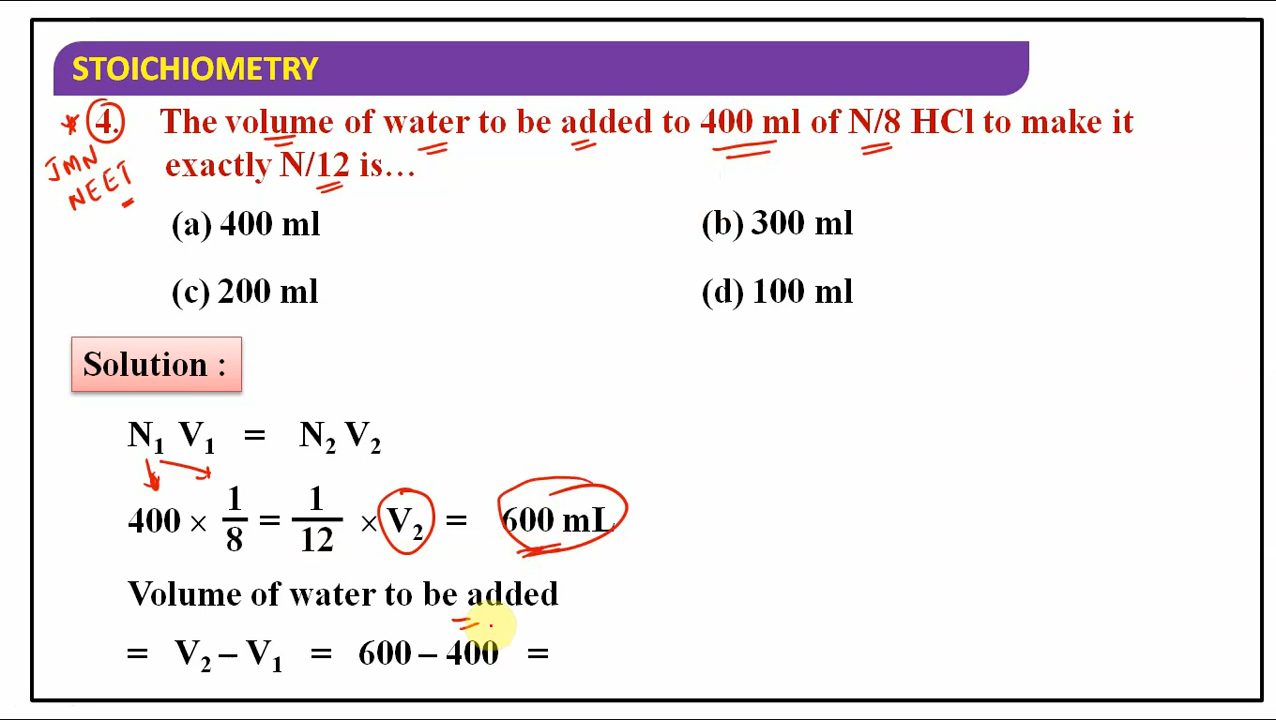 STOICHIOMETRY
* 4. The volume of water to be added to 400 ml of N/8 HCl to make it
JMN
NEET
exactly N/12 is...
(a) 400 ml (b) 300 ml
(c) 200 ml (d) 100 ml
Solution :
N₁ V₁ = N₂ V₂
400 × 1/8 = 1/12 × V₂ = 600 mL
Volume of water to be added
= V₂ – V₁ = 600 – 400 =